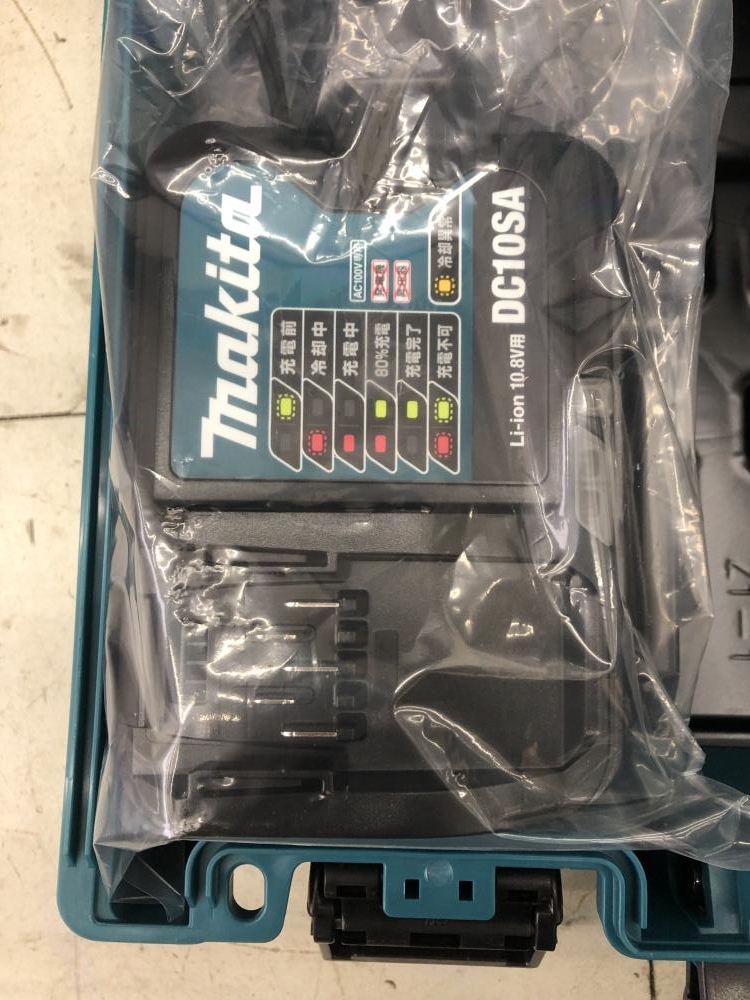 Makita
AC100V専用
充電前
冷却中
充電中
80%充電
充電完了
充電不可
冷却異常
Li-ion 10.8V用 DC10SA